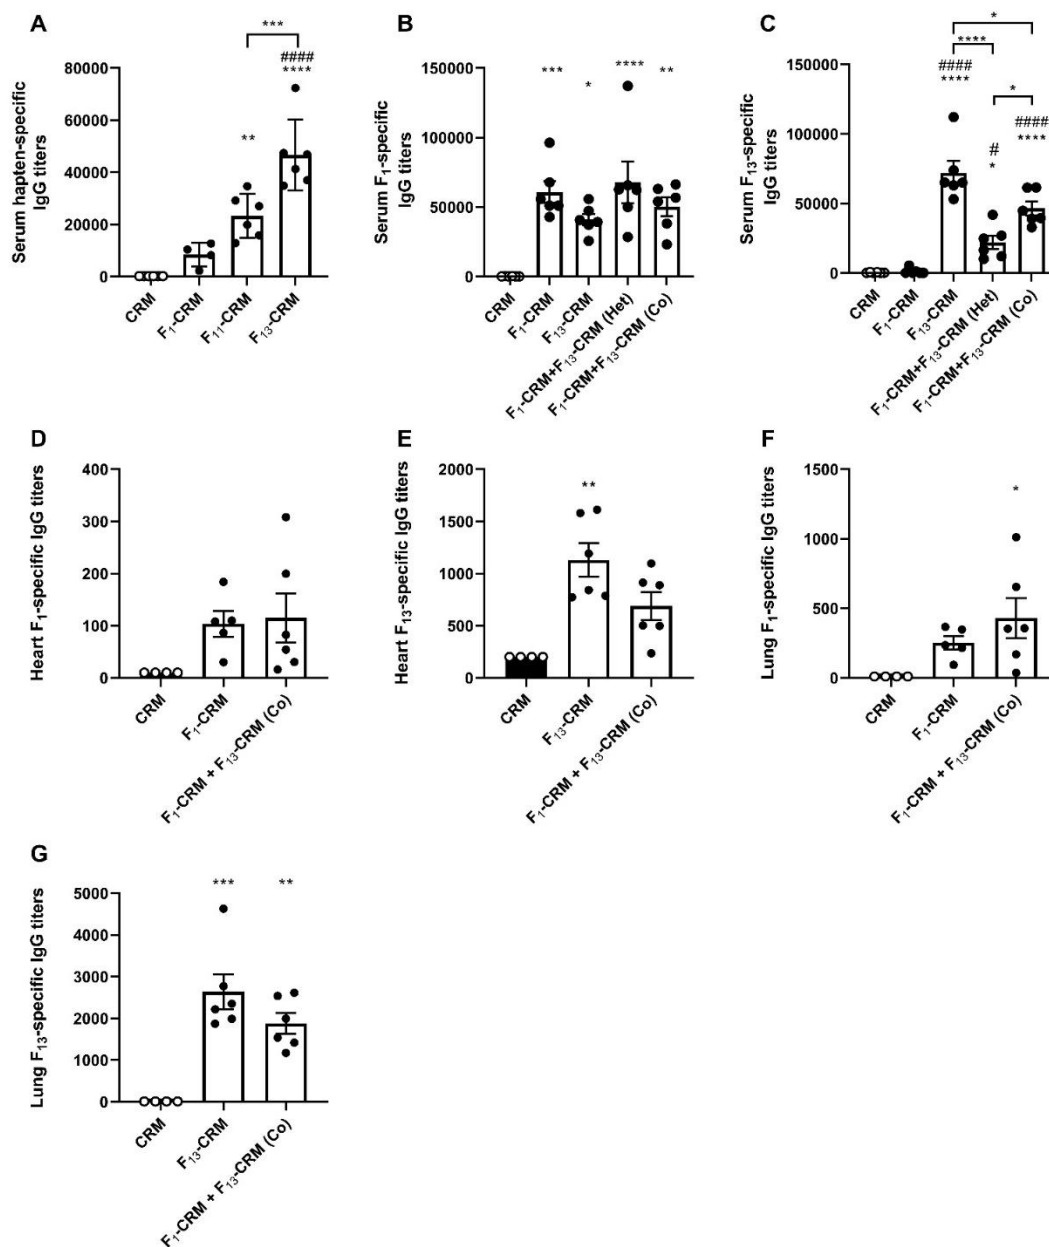 A
Serum hapten-specific
IgG titers
80000
60000
40000
20000
0
***
####
****
**
CRM
F₁-CRM
F₁₁-CRM
F₁₃-CRM
B
Serum F₁-specific
IgG titers
150000
100000
50000
0
***
*
****
**
CRM
F₁-CRM
F₁₃-CRM
F₁-CRM+F₁₃-CRM (Het)
F₁-CRM+F₁₃-CRM (Co)
C
Serum F₁₃-specific
IgG titers
150000
100000
50000
0
*
****
####
****
*
#
*
####
****
CRM
F₁-CRM
F₁₃-CRM
F₁-CRM+F₁₃-CRM (Het)
F₁-CRM+F₁₃-CRM (Co)
D
Heart F₁-specific IgG titers
400
300
200
100
0
CRM
F₁-CRM
F₁-CRM + F₁₃-CRM (Co)
E
Heart F₁₃-specific IgG titers
2000
1500
1000
500
0
**
CRM
F₁₃-CRM
F₁-CRM + F₁₃-CRM (Co)
F
Lung F₁-specific IgG titers
1500
1000
500
0
*
CRM
F₁-CRM
F₁-CRM + F₁₃-CRM (Co)
G
Lung F₁₃-specific IgG titers
5000
4000
3000
2000
1000
0
***
**
CRM
F₁₃-CRM
F₁-CRM + F₁₃-CRM (Co)